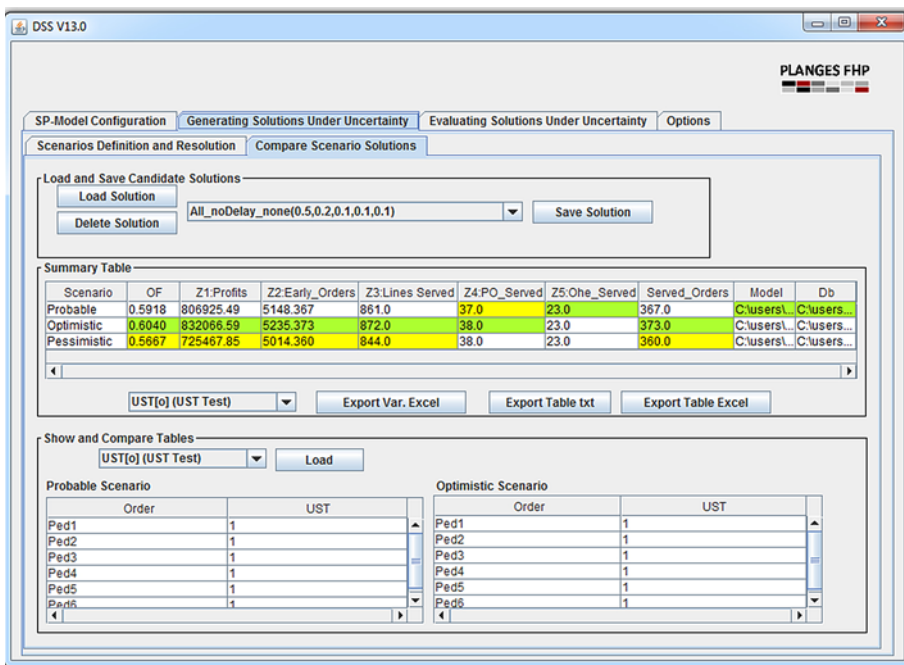 DSS V13.0
PLANGES FHP
SP-Model Configuration Generating Solutions Under Uncertainty Evaluating Solutions Under Uncertainty Options
Scenarios Definition and Resolution Compare Scenario Solutions
Load and Save Candidate Solutions
Load Solution
All_noDelay_none(0.5,0.2,0.1,0.1,0.1) Save Solution
Delete Solution
Summary Table
Scenario OF Z1:Profits Z2:Early_Orders Z3:Lines Served Z4:PO_Served Z5:Ohe_Served Served_Orders Model Db
Probable 0.5918 806925.49 5148.367 861.0 37.0 23.0 367.0 C:\users\... C:\users...
Optimistic 0.6040 832066.59 5235.373 872.0 38.0 23.0 373.0 C:\users\... C:\users...
Pessimistic 0.5667 725467.85 5014.360 844.0 38.0 23.0 360.0 C:\users\... C:\users...
UST[o] (UST Test) Export Var. Excel Export Table txt Export Table Excel
Show and Compare Tables
UST[o] (UST Test) Load
Probable Scenario Optimistic Scenario
Order UST Order UST
Ped1 1 Ped1 1
Ped2 1 Ped2 1
Ped3 1 Ped3 1
Ped4 1 Ped4 1
Ped5 1 Ped5 1
Ped6 1 Ped6 1